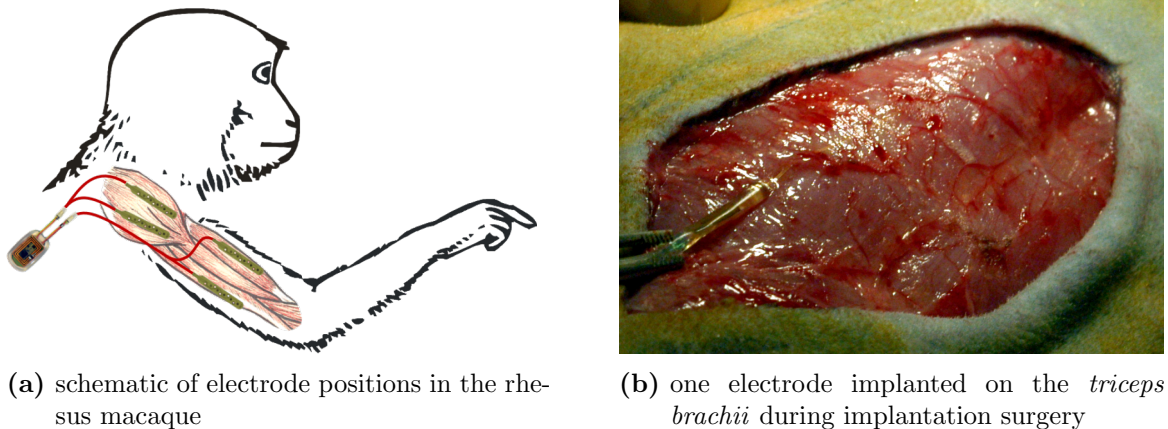 (a) schematic of electrode positions in the rhe-
sus macaque
(b) one electrode implanted on the triceps
brachii during implantation surgery